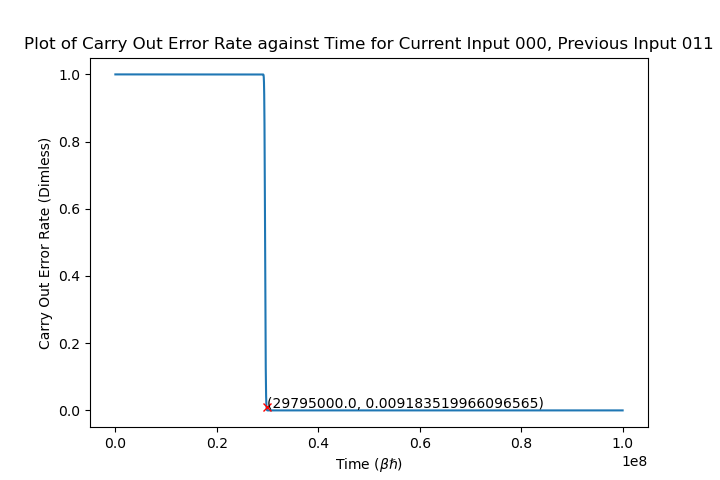 Plot of Carry Out Error Rate against Time for Current Input 000, Previous Input 011
Carry Out Error Rate (Dimless)
1.0
0.8
0.6
0.4
0.2
0.0
(29795000.0, 0.009183519966096565)
0.0 0.2 0.4 0.6 0.8 1.0
1e8
Time (βℏ)